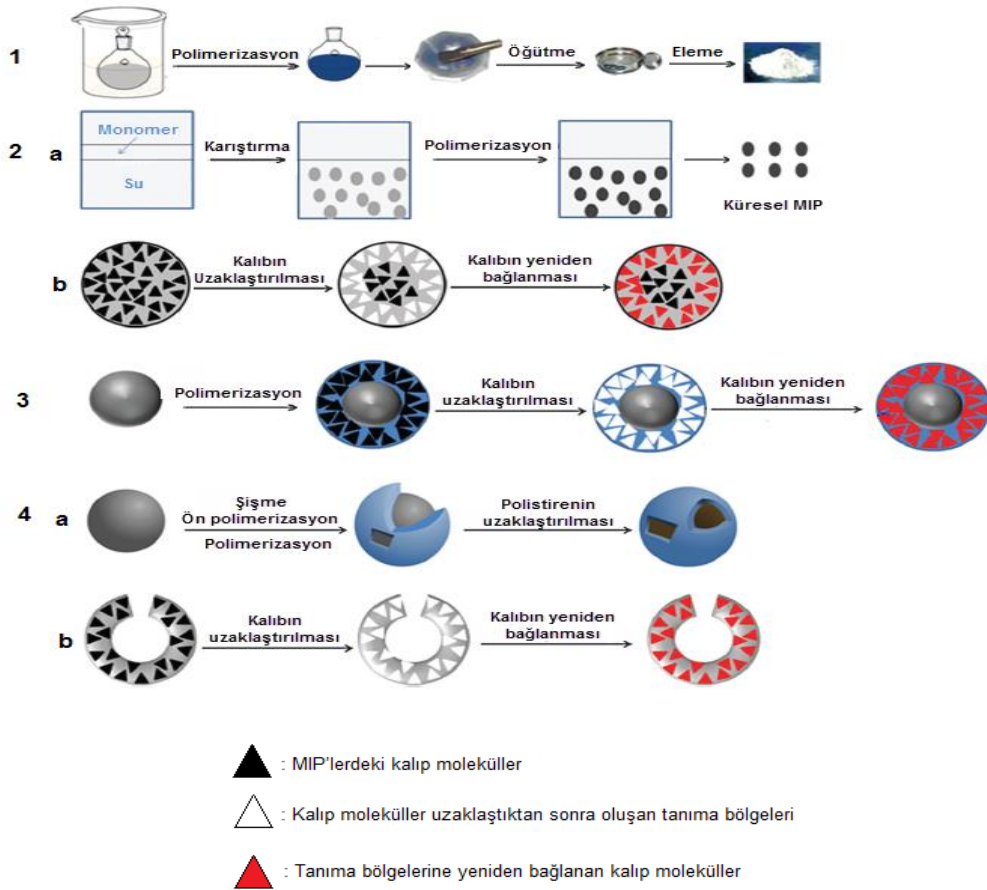 1
Polimerizasyon
Öğütme
Eleme
2
a
Monomer
Su
Karıştırma
Polimerizasyon
Küresel MIP
b
Kalıbın
Uzaklaştırılması
Kalıbın yeniden
bağlanması
3
Polimerizasyon
Kalıbın
uzaklaştırılması
Kalıbın yeniden
bağlanması
4
a
Şişme
Ön polimerizasyon
Polimerizasyon
Polistirenin
uzaklaştırılması
b
Kalıbın
uzaklaştırılması
Kalıbın yeniden
bağlanması
: MIP'lerdeki kalıp moleküller
: Kalıp moleküller uzaklaştıktan sonra oluşan tanıma bölgeleri
: Tanıma bölgelerine yeniden bağlanan kalıp moleküller